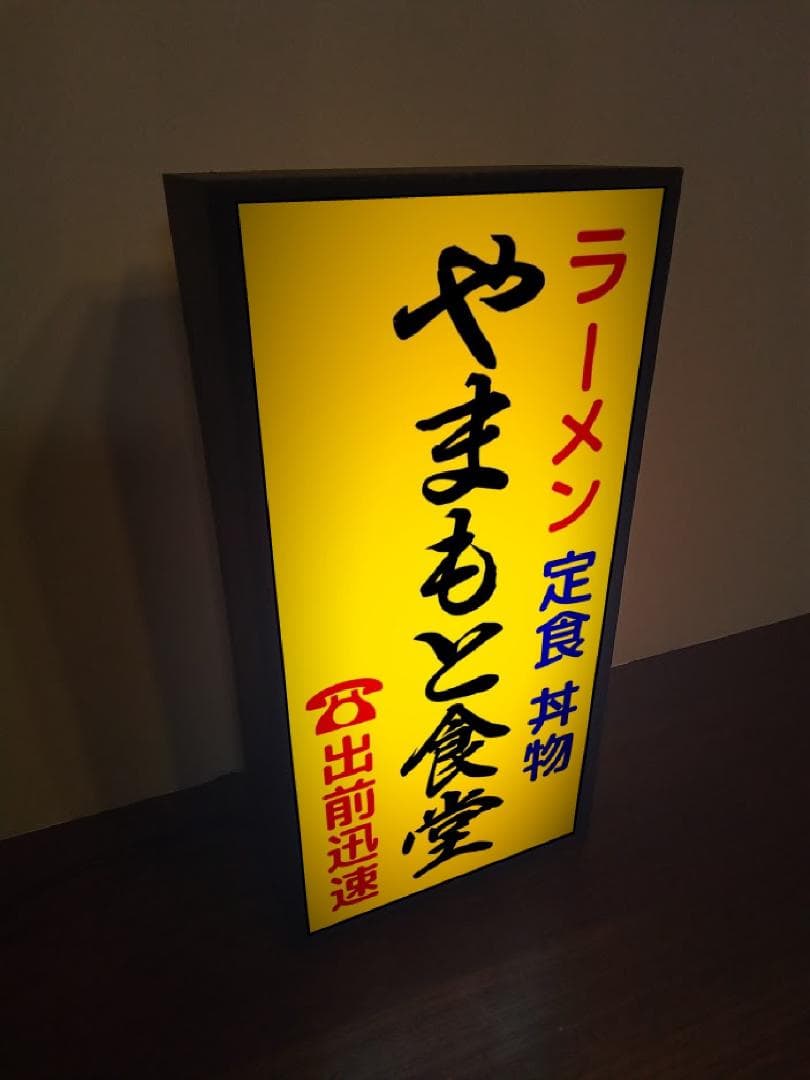 ラーメン 定食 丼物
やまもと食堂
☎出前迅速